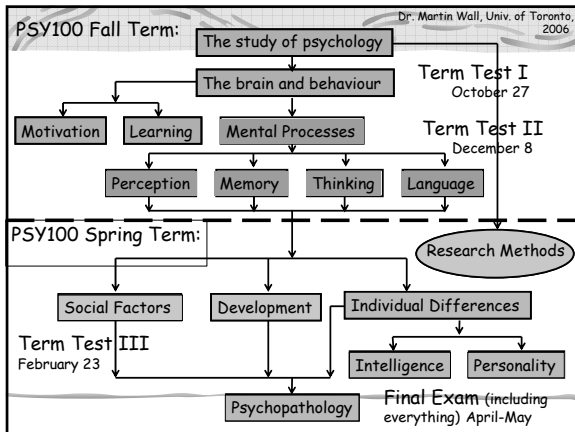 PSY100 Fall Term:
Dr. Martin Wall, Univ. of Toronto,
2006
The study of psychology
The brain and behaviour
Term Test I
October 27
Motivation
Learning
Mental Processes
Term Test II
December 8
Perception
Memory
Thinking
Language
PSY100 Spring Term:
Research Methods
Social Factors
Development
Individual Differences
Term Test III
February 23
Intelligence
Personality
Psychopathology
Final Exam (including
everything) April-May